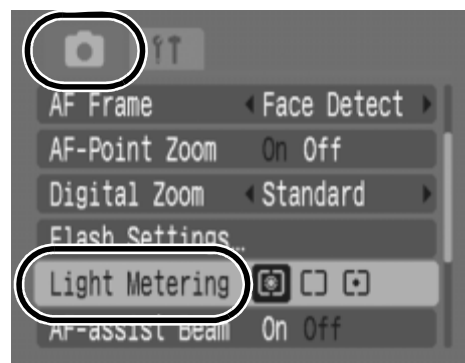 AF Frame Face Detect
AF-Point Zoom On Off
Digital Zoom Standard
Flash Settings...
Light Metering
AF-assist Beam On Off